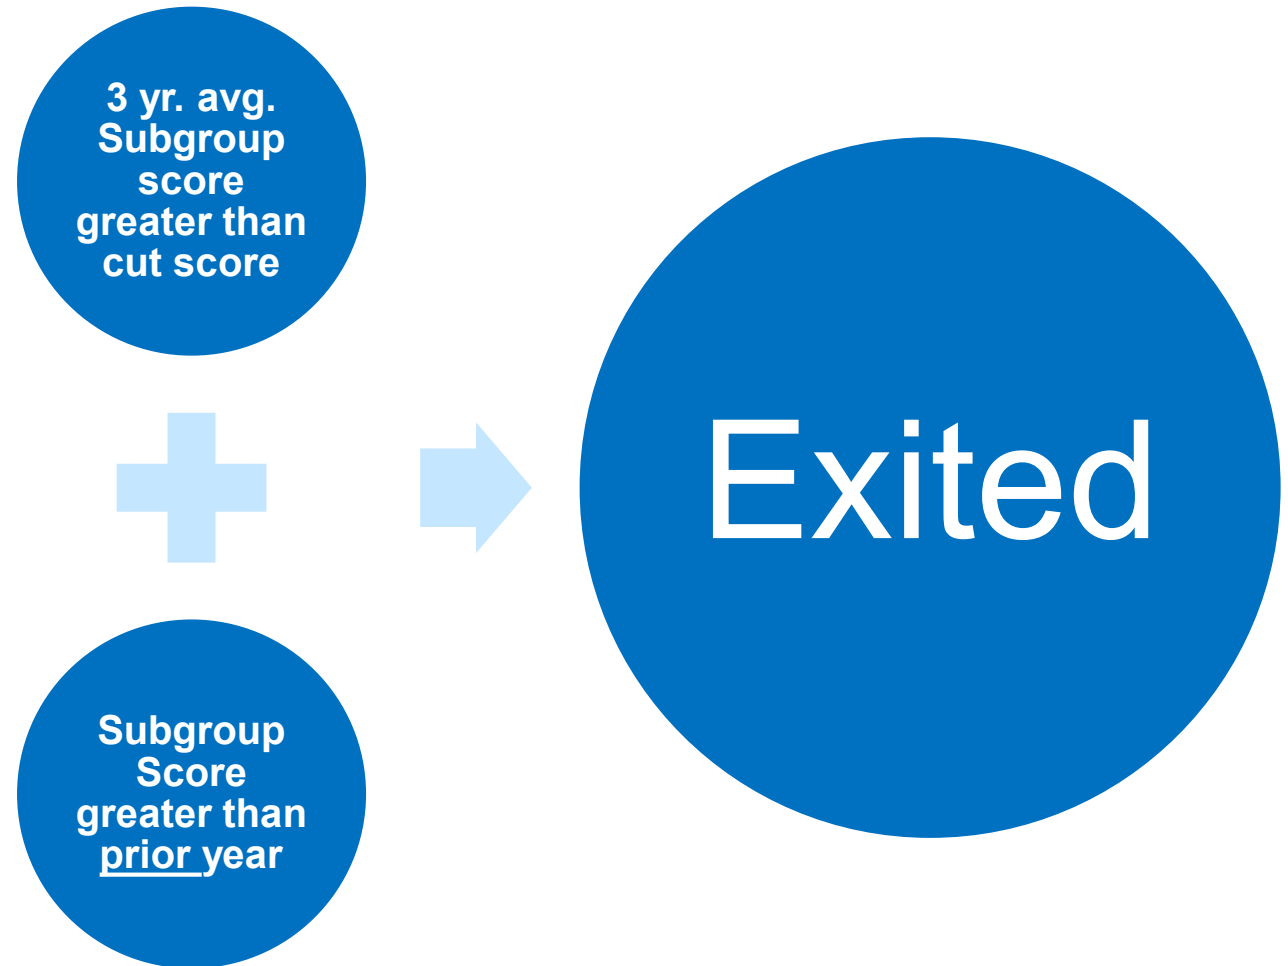 3 yr. avg.
Subgroup
score
greater than
cut score
Exited
Subgroup
Score
greater than
prior year